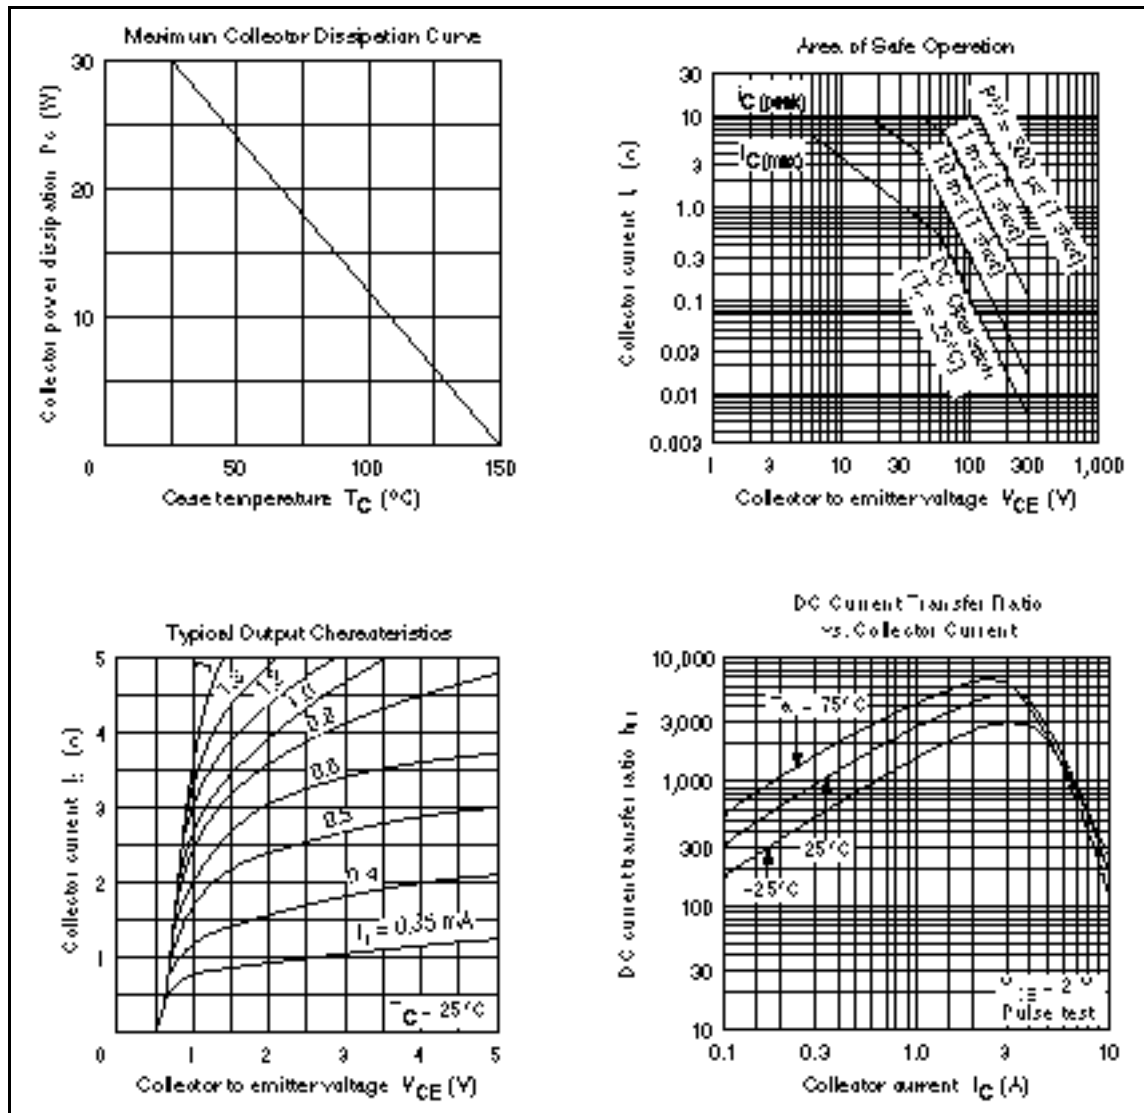 Maximum Collector Dissipation Curve
Collector power dissipation Pc (W)
30
20
10
0
50
100
150
Case temperature TC (°C)
Area of Safe Operation
Collector current I (A)
30
10
3
1.0
0.3
0.1
0.03
0.01
0.003
iC (peak)
IC (max)
PW = 500 µs (1 shot)
1 ms (1 shot)
10 ms (1 shot)
DC Operation
(TC = 25°C)
1
3
10
30
100
300
1,000
Collector to emitter voltage VCE (V)
Typical Output Characteristics
Collector current IC (A)
5
4
3
2
1
1.0
0.8
0.6
0.5
0.4
= 0.35 mA
TC = 25°C
0
1
2
3
4
5
Collector to emitter voltage VCE (V)
DC Current Transfer Ratio
vs. Collector Current
DC current transfer ratio
10,000
3,000
1,000
300
100
30
10
75°C
25°C
–25°C
2 V
Pulse test
0.1
0.3
1.0
3
10
Collector current IC (A)